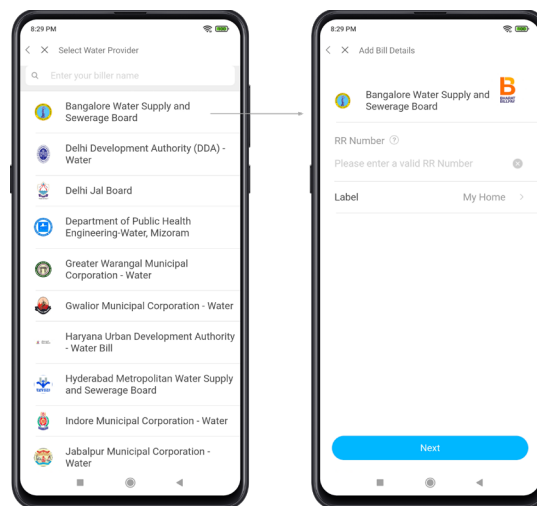 8:29 PM
Select Water Provider
Enter your biller name
Bangalore Water Supply and
Sewerage Board
Delhi Development Authority (DDA) -
Water
Delhi Jal Board
Department of Public Health
Engineering-Water, Mizoram
Greater Warangal Municipal
Corporation - Water
Gwalior Municipal Corporation - Water
Haryana Urban Development Authority
- Water Bill
Hyderabad Metropolitan Water Supply
and Sewerage Board
Indore Municipal Corporation - Water
Jabalpur Municipal Corporation -
Water
8:29 PM
Add Bill Details
Bangalore Water Supply and
Sewerage Board
B
BHARAT
BILLPAY
RR Number
Please enter a valid RR Number
Label
My Home
Next